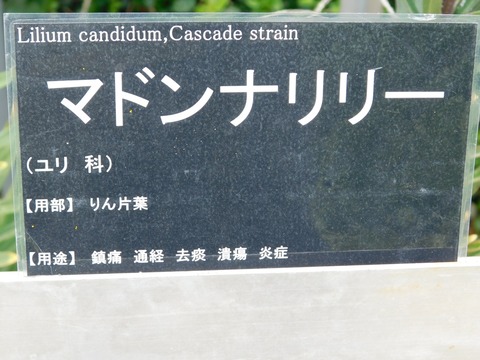 Lilium candidum,Cascade strain
マドンナリリー
(ユリ 科)
【用部】 りん片葉
【用途】 鎮痛 通経 去痰 潰瘍 炎症